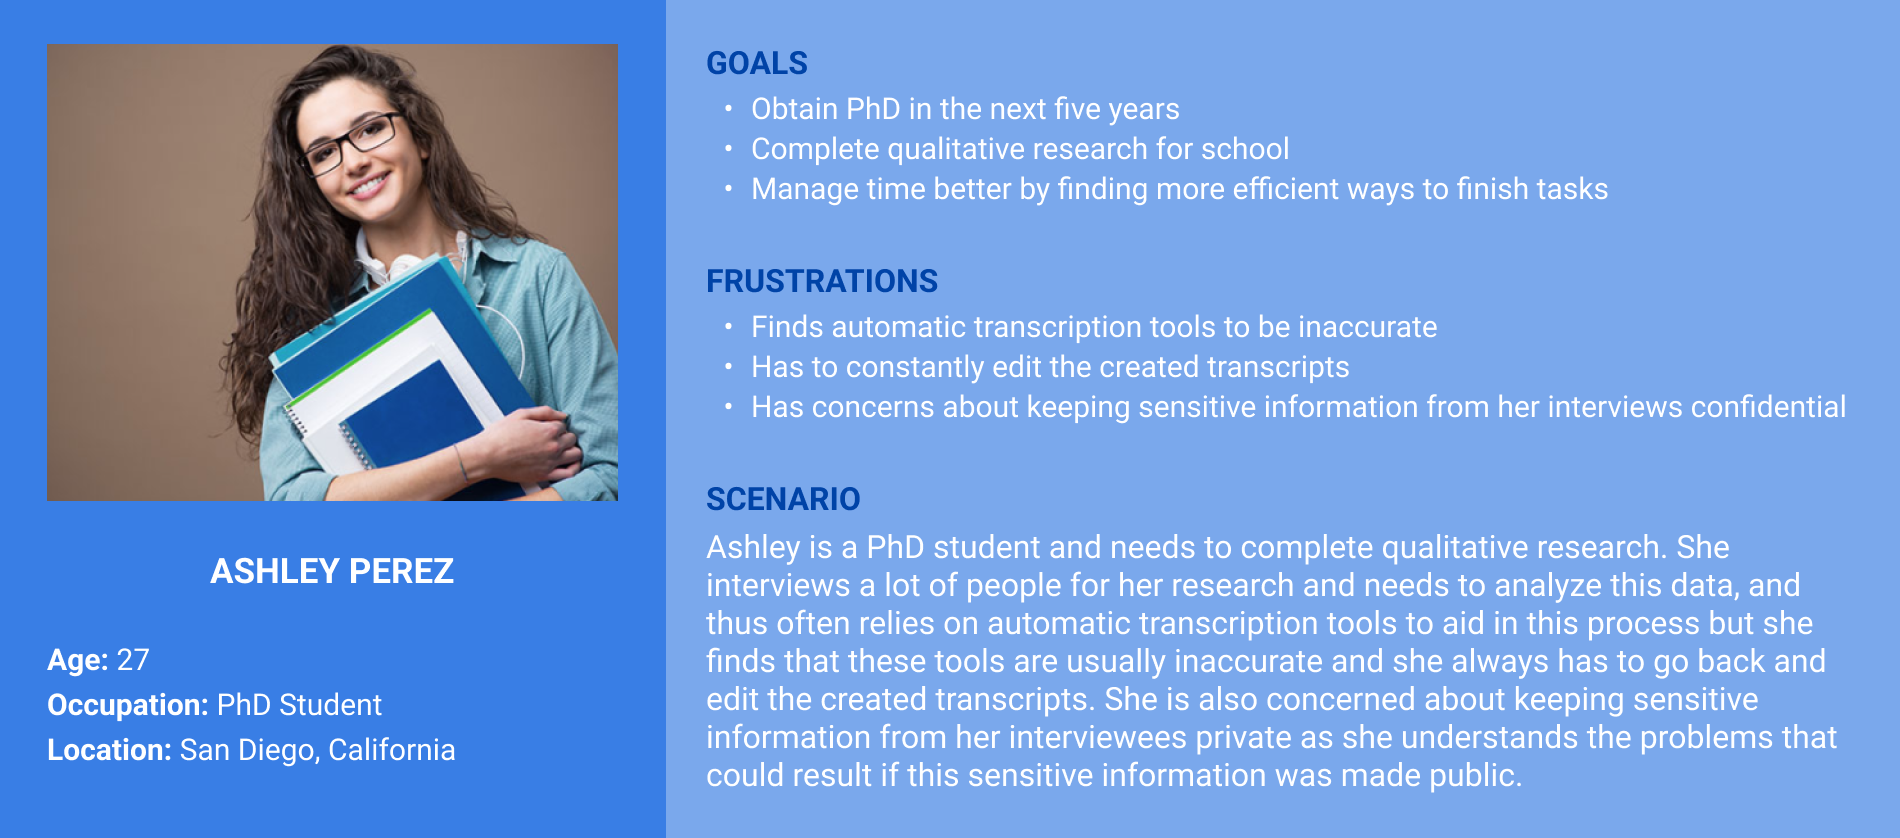 ASHLEY PEREZ
Age: 27
Occupation: PhD Student
Location: San Diego, California
GOALS
• Obtain PhD in the next five years
• Complete qualitative research for school
• Manage time better by finding more efficient ways to finish tasks
FRUSTRATIONS
• Finds automatic transcription tools to be inaccurate
• Has to constantly edit the created transcripts
• Has concerns about keeping sensitive information from her interviews confidential
SCENARIO
Ashley is a PhD student and needs to complete qualitative research. She
interviews a lot of people for her research and needs to analyze this data, and
thus often relies on automatic transcription tools to aid in this process but she
finds that these tools are usually inaccurate and she always has to go back and
edit the created transcripts. She is also concerned about keeping sensitive
information from her interviewees private as she understands the problems that
could result if this sensitive information was made public.